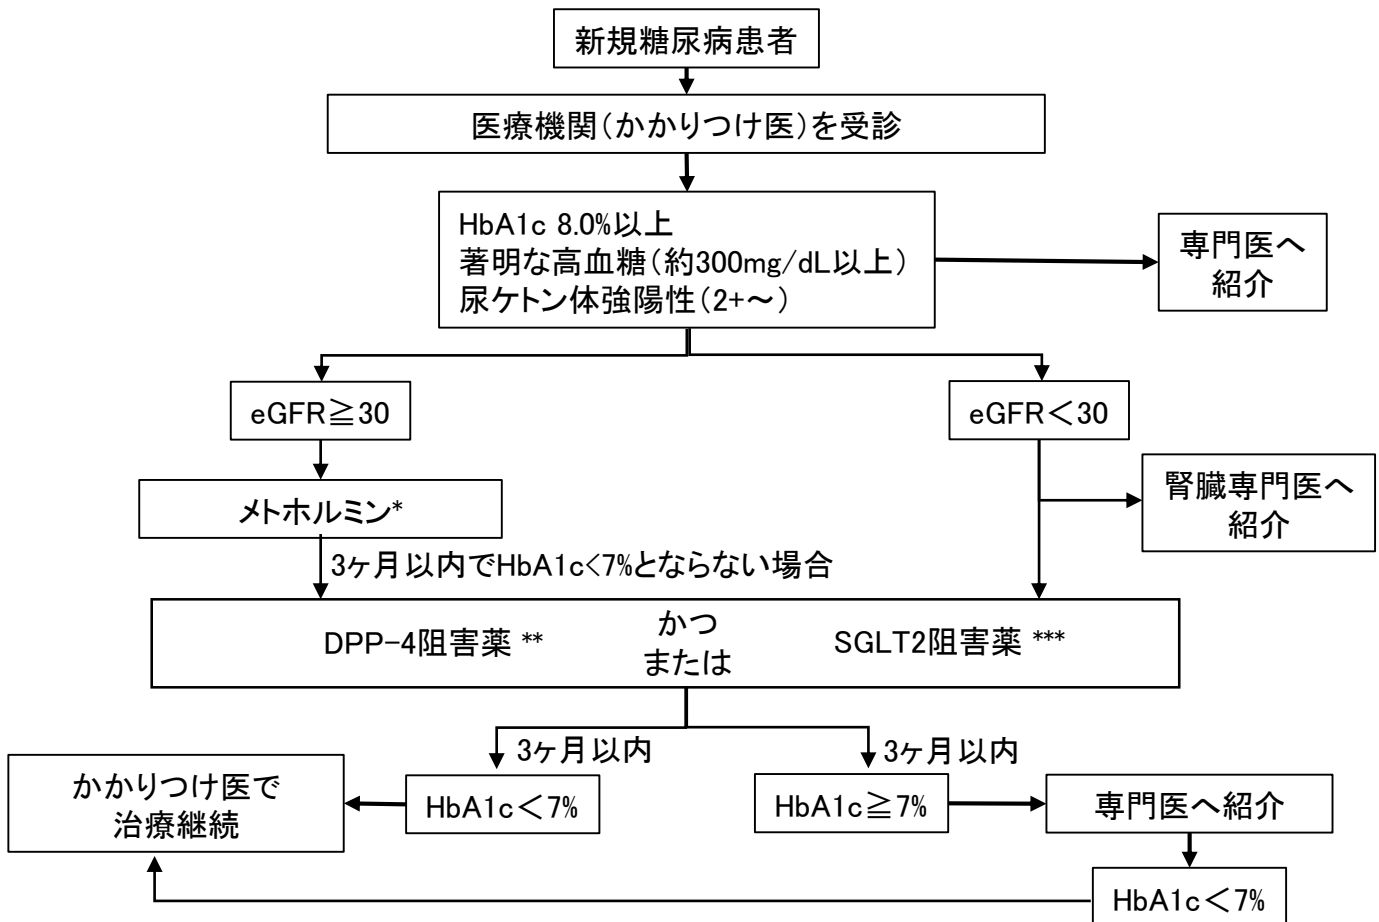 新規糖尿病患者
医療機関(かかりつけ医)を受診
HbA1c 8.0%以上
著明な高血糖(約300mg/dL以上)
尿ケトン体強陽性(2+～)
専門医へ
紹介
eGFR≧30
eGFR＜30
メトホルミン*
腎臓専門医へ
紹介
3ヶ月以内でHbA1c<7%とならない場合
DPP-4阻害薬 **
かつ
または
SGLT2阻害薬 ***
3ヶ月以内
3ヶ月以内
かかりつけ医で
治療継続
HbA1c＜7%
HbA1c≧7%
専門医へ紹介
HbA1c＜7%